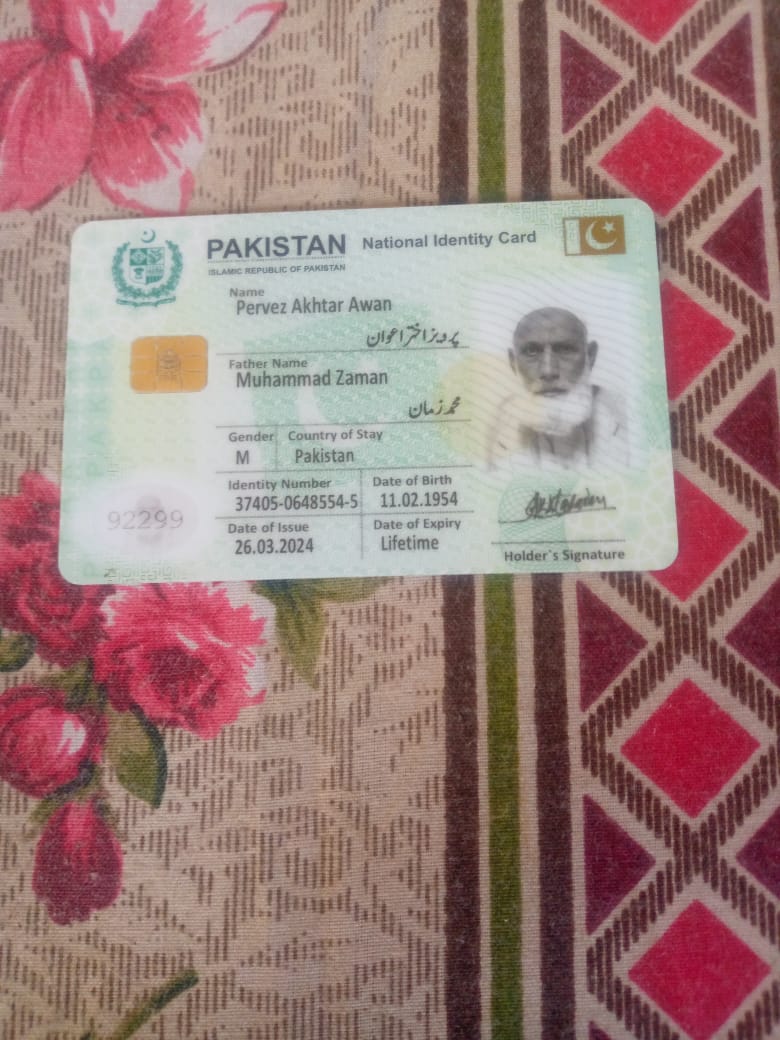 PAKISTAN National Identity Card
ISLAMIC REPUBLIC OF PAKISTAN
Name
Pervez Akhtar Awan
پرویز اختر اعوان
Father Name
Muhammad Zaman
محمد زمان
Gender Country of Stay
M Pakistan
Identity Number Date of Birth
37405-0648554-5 11.02.1954
Date of Issue Date of Expiry
26.03.2024 Lifetime
92299
Holder`s Signature